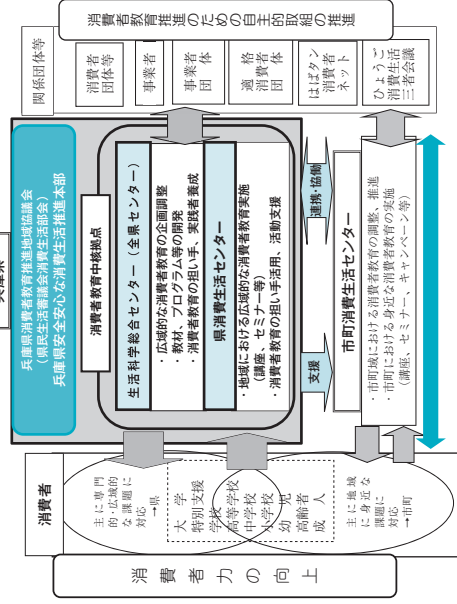 消費者教育推進のための自主的取組の推進
関係団体等
消費者
団体等
事業者
事業者
団体
適格
消費者
団体
はばタン
消費者
ネット
ひょうご
消費生活
三者会議
兵庫県消費者教育推進地域協議会
(県民生活審議会消費生活部会)
兵庫県安全安心な消費生活推進本部
消費者教育中核拠点
生活科学総合センター(全県センター)
・広域的な消費者教育の企画調整
・教材、プログラム等の開発
・消費者教育の担い手、実践者養成
県消費生活センター
・地域における広域的な消費者教育実施
(講座、セミナー等)
・消費者教育の担い手活用、活動支援
支援
連携・協働
市町消費生活センター
・市町域における消費者教育の調整、推進
・市町における身近な消費者教育の実施
(講座、セミナー、キャンペーン等)
消費者
主に専門
的・広域的
な課題に
対応
→県
大学
特別支援
学校
高等学校
中学校
小学校
幼児
高齢者
成人
主に地域
に身近な
課題に
対応
→市町
消費者力の向上